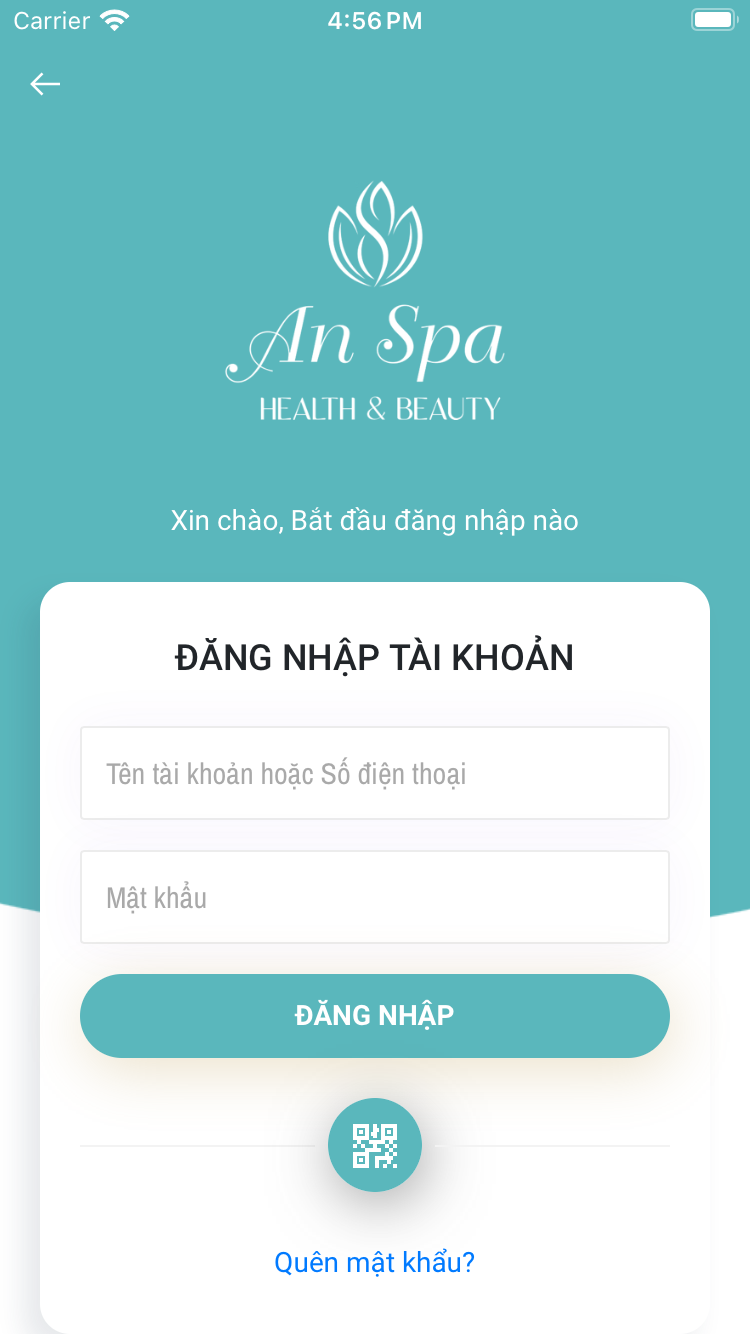 Carrier 4:56 PM
An Spa
HEALTH & BEAUTY
Xin chào, Bắt đầu đăng nhập nào
ĐĂNG NHẬP TÀI KHOẢN
Tên tài khoản hoặc Số điện thoại
Mật khẩu
ĐĂNG NHẬP
Quên mật khẩu?